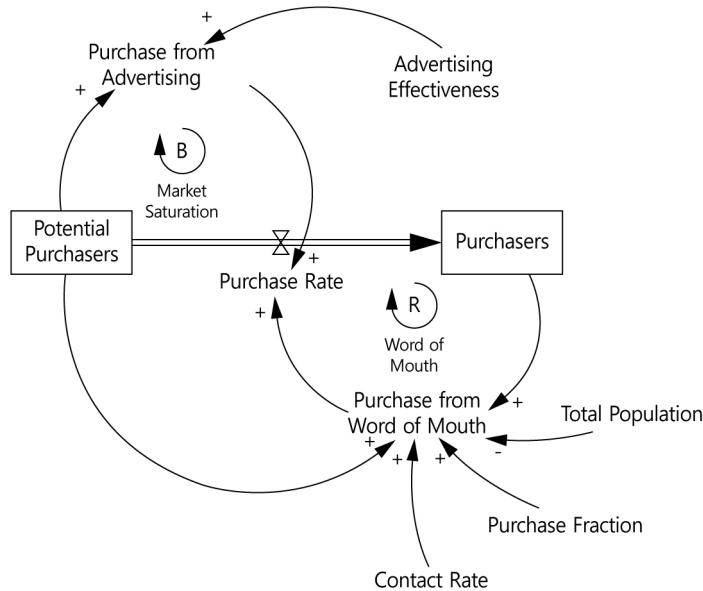 +
Purchase from
Advertising
Advertising
Effectiveness
+
B
Market
Saturation
Potential
Purchasers
Purchasers
+
Purchase Rate
+
R
Word of
Mouth
Purchase from
Word of Mouth
+
Total Population
-
+
+
+
Purchase Fraction
Contact Rate